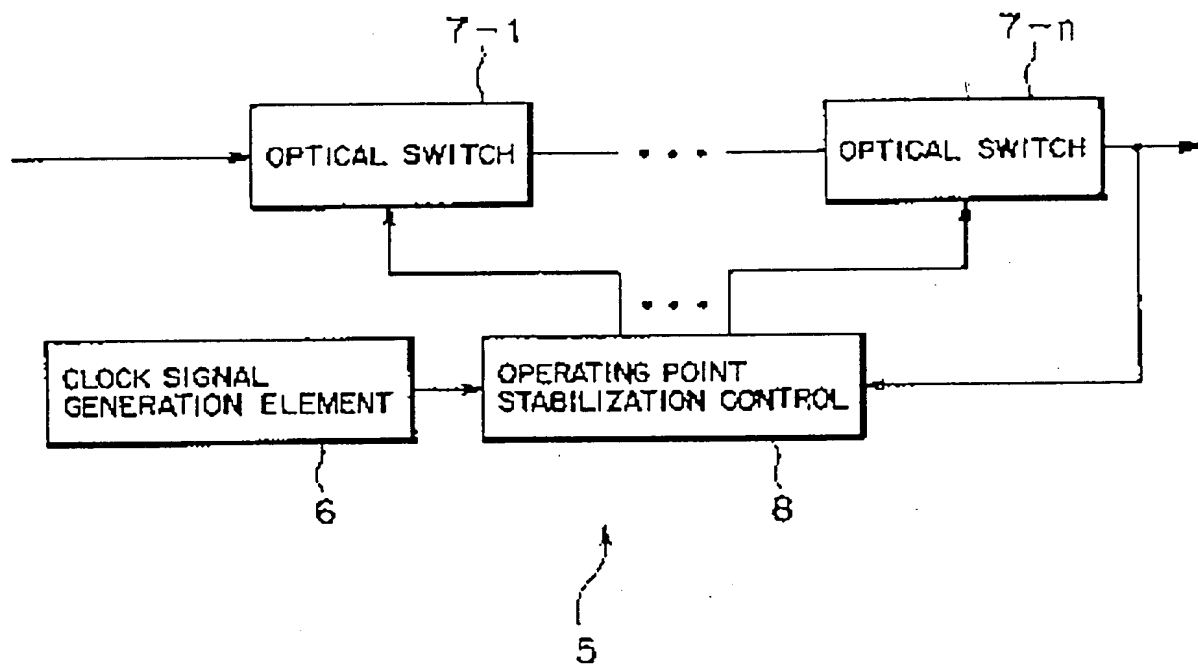 7-1
7-n
OPTICAL SWITCH
OPTICAL SWITCH
CLOCK SIGNAL
GENERATION ELEMENT
OPERATING POINT
STABILIZATION CONTROL
6
8
5